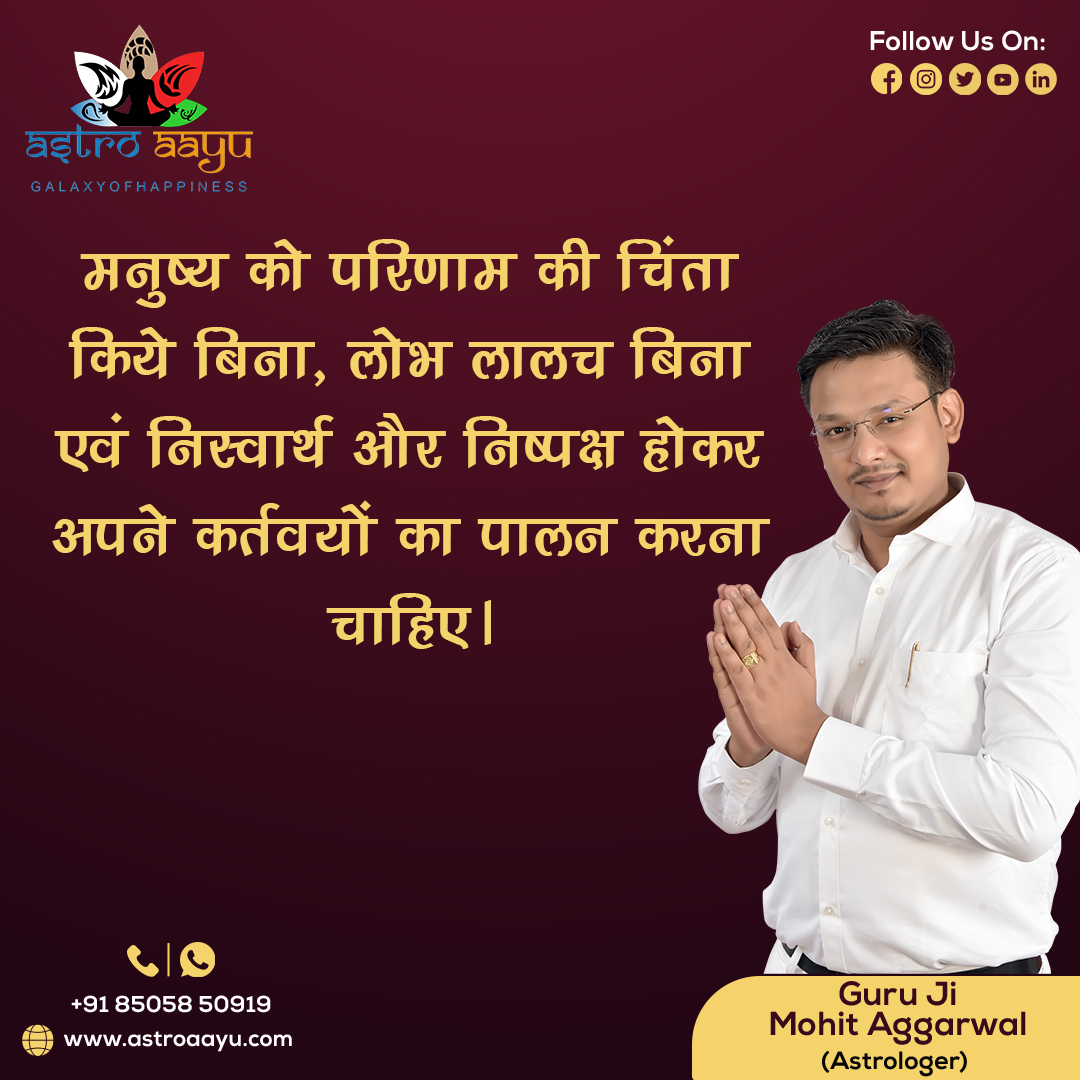 astro aayu
GALAXYOFHAPPINESS
Follow Us On:
मनुष्य को परिणाम की चिंता
किये बिना, लोभ लालच बिना
एवं निस्वार्थ और निष्पक्ष होकर
अपने कर्तवयों का पालन करना
चाहिए।
+91 85058 50919
www.astroaayu.com
Guru Ji
Mohit Aggarwal
(Astrologer)